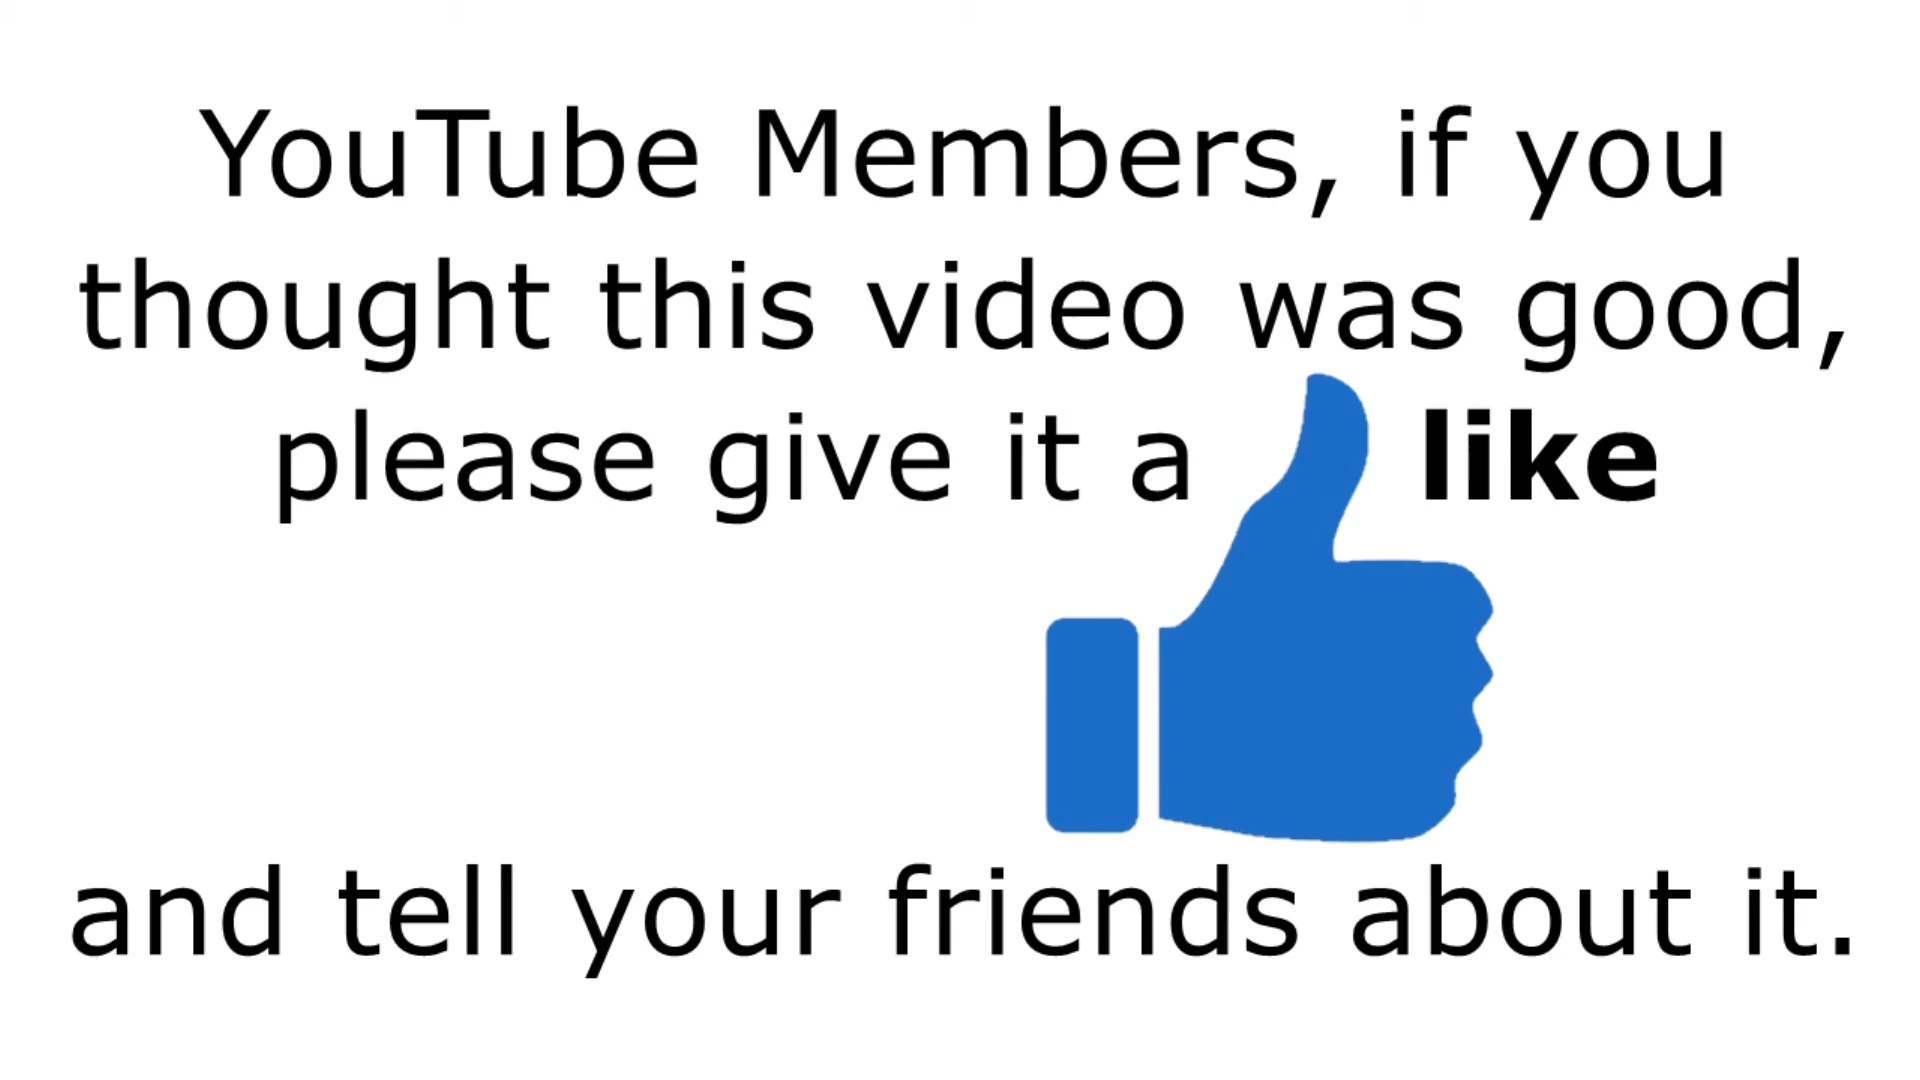 YouTube Members, if you
thought this video was good,
please give it a like
and tell your friends about it.